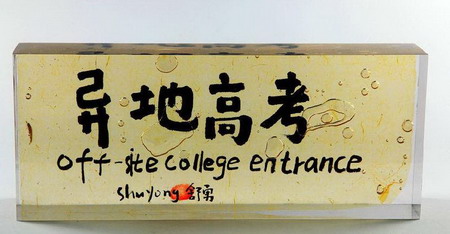 异地高考
off-site college entrance
shuyong 舒勇